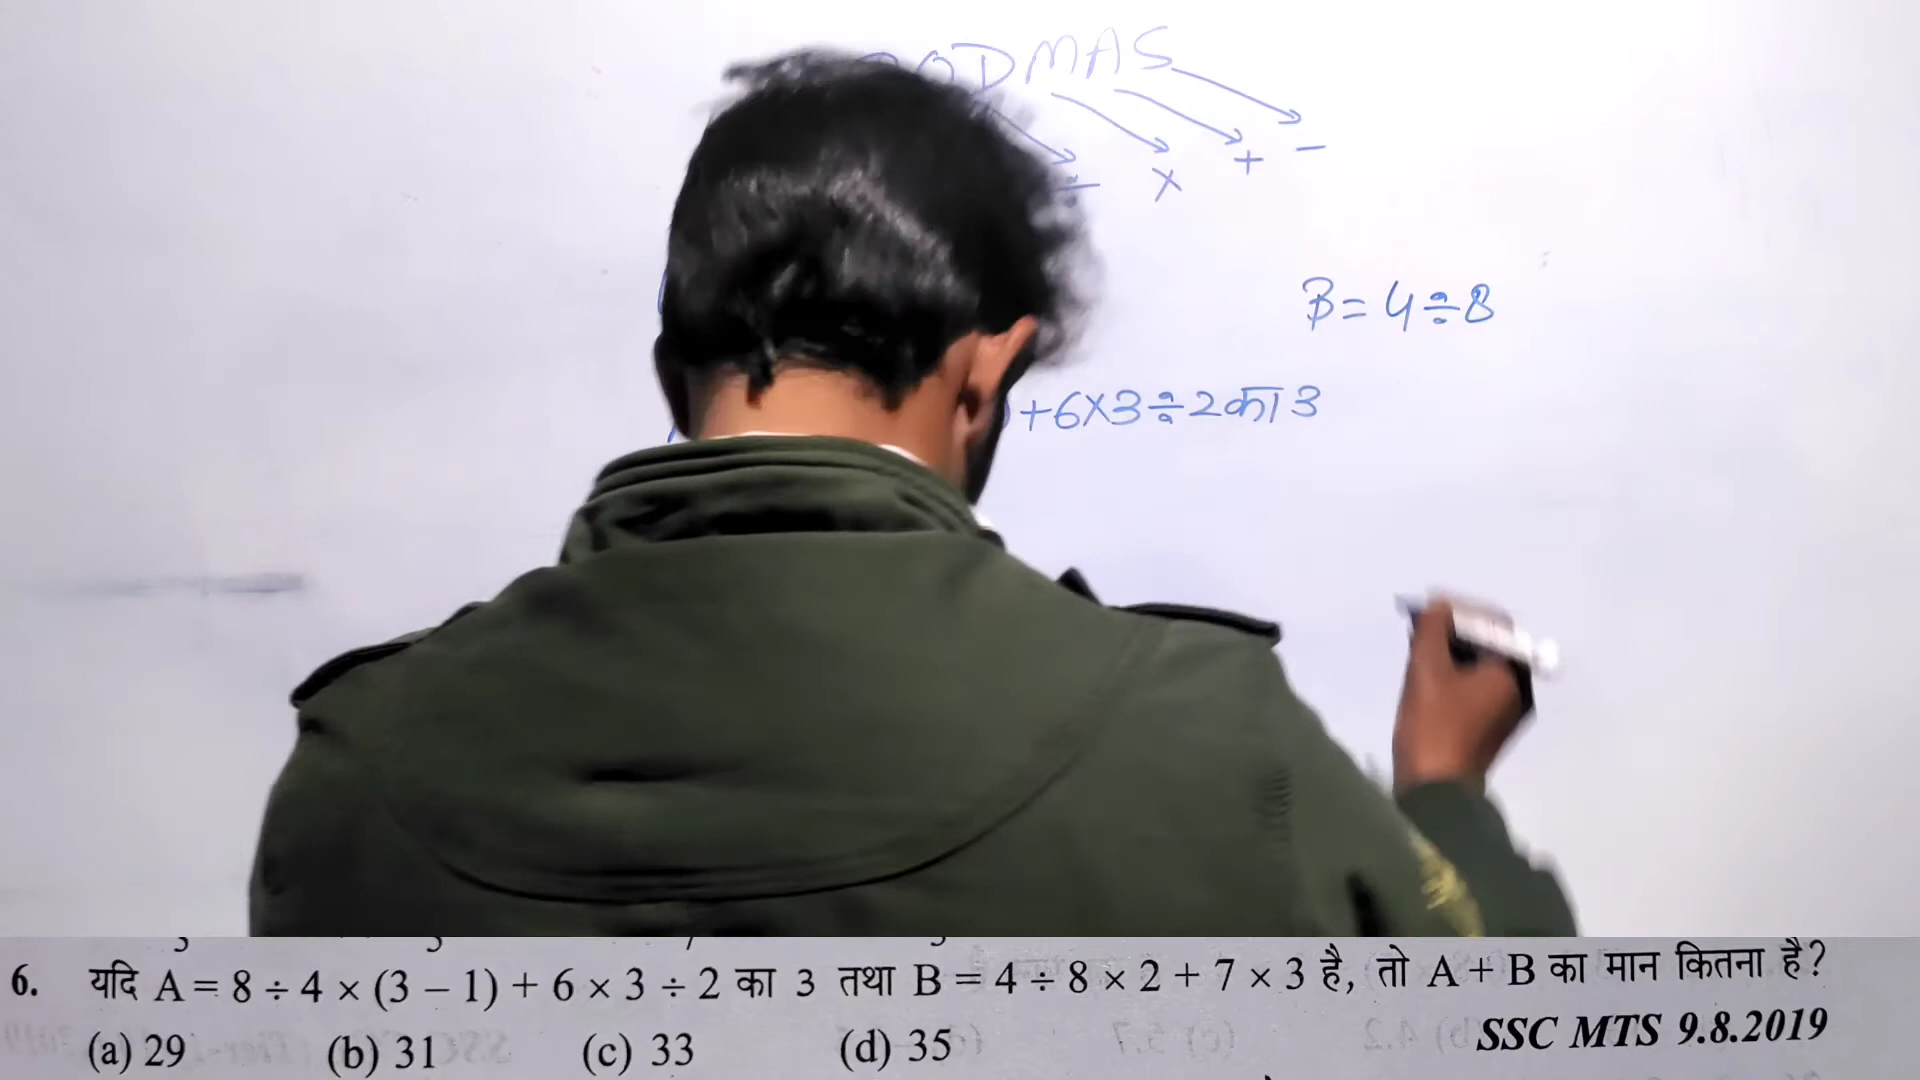 ODMAS
÷ × + -
B = 4÷8
) +6×3÷2का3
6. यदि A = 8 ÷ 4 × (3 – 1) + 6 × 3 ÷ 2 का 3 तथा B = 4 ÷ 8 × 2 + 7 × 3 है, तो A + B का मान कितना है?
SSC MTS 9.8.2019
(a) 29 (b) 31 (c) 33 (d) 35